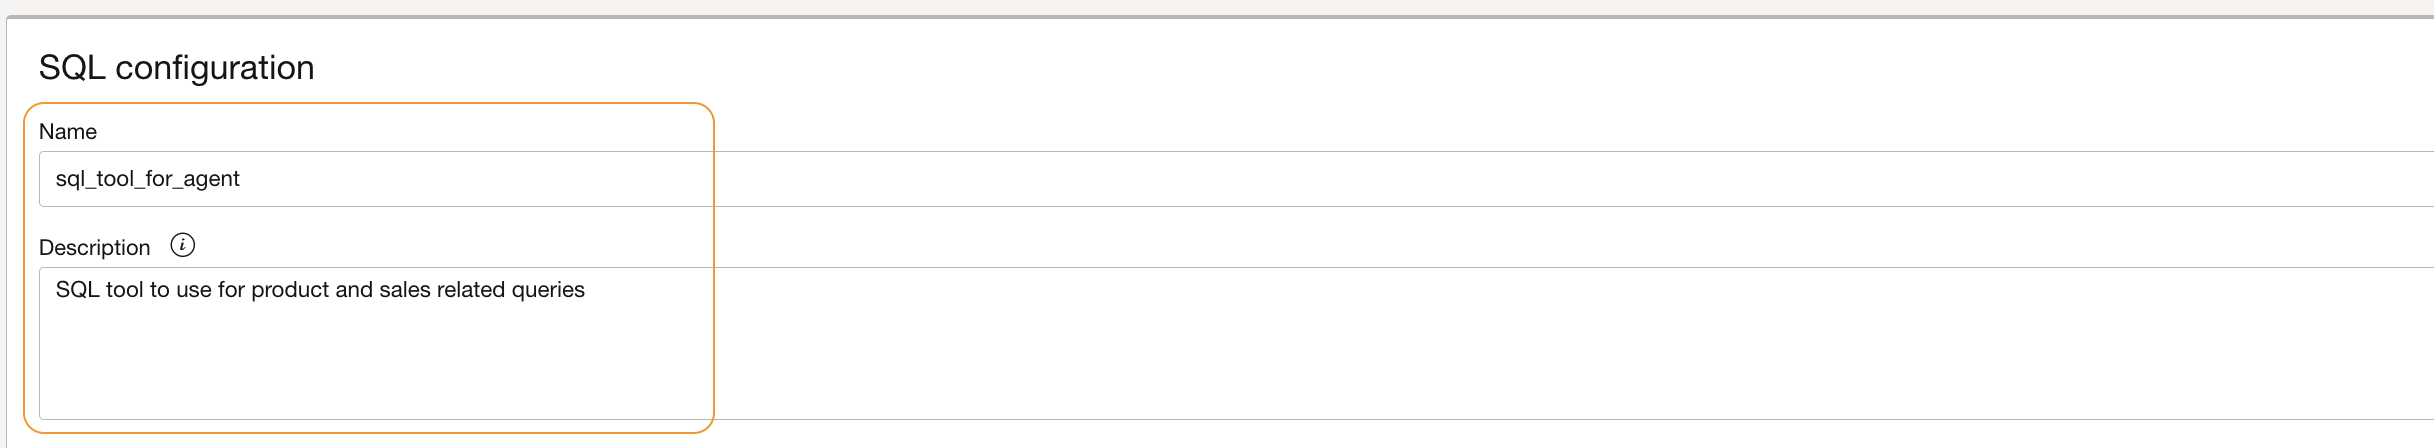 SQL configuration
Name
sql_tool_for_agent
Description
SQL tool to use for product and sales related queries